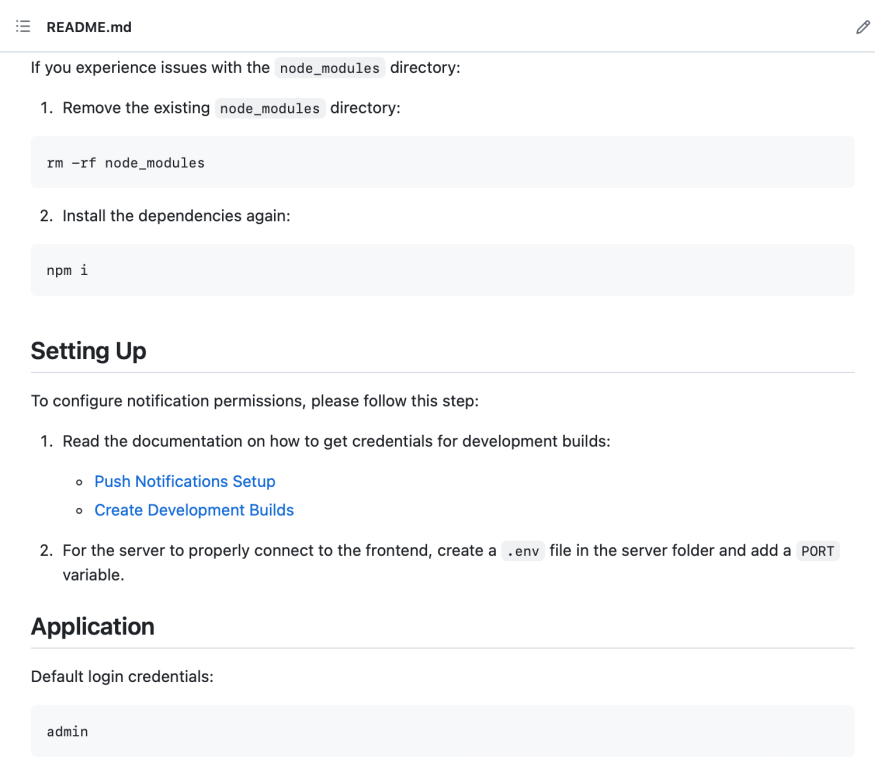 README.md
If you experience issues with the node_modules directory:
1. Remove the existing node_modules directory:
rm -rf node_modules
2. Install the dependencies again:
npm i
Setting Up
To configure notification permissions, please follow this step:
1. Read the documentation on how to get credentials for development builds:
Push Notifications Setup
Create Development Builds
2. For the server to properly connect to the frontend, create a .env file in the server folder and add a PORT
variable.
Application
Default login credentials:
admin